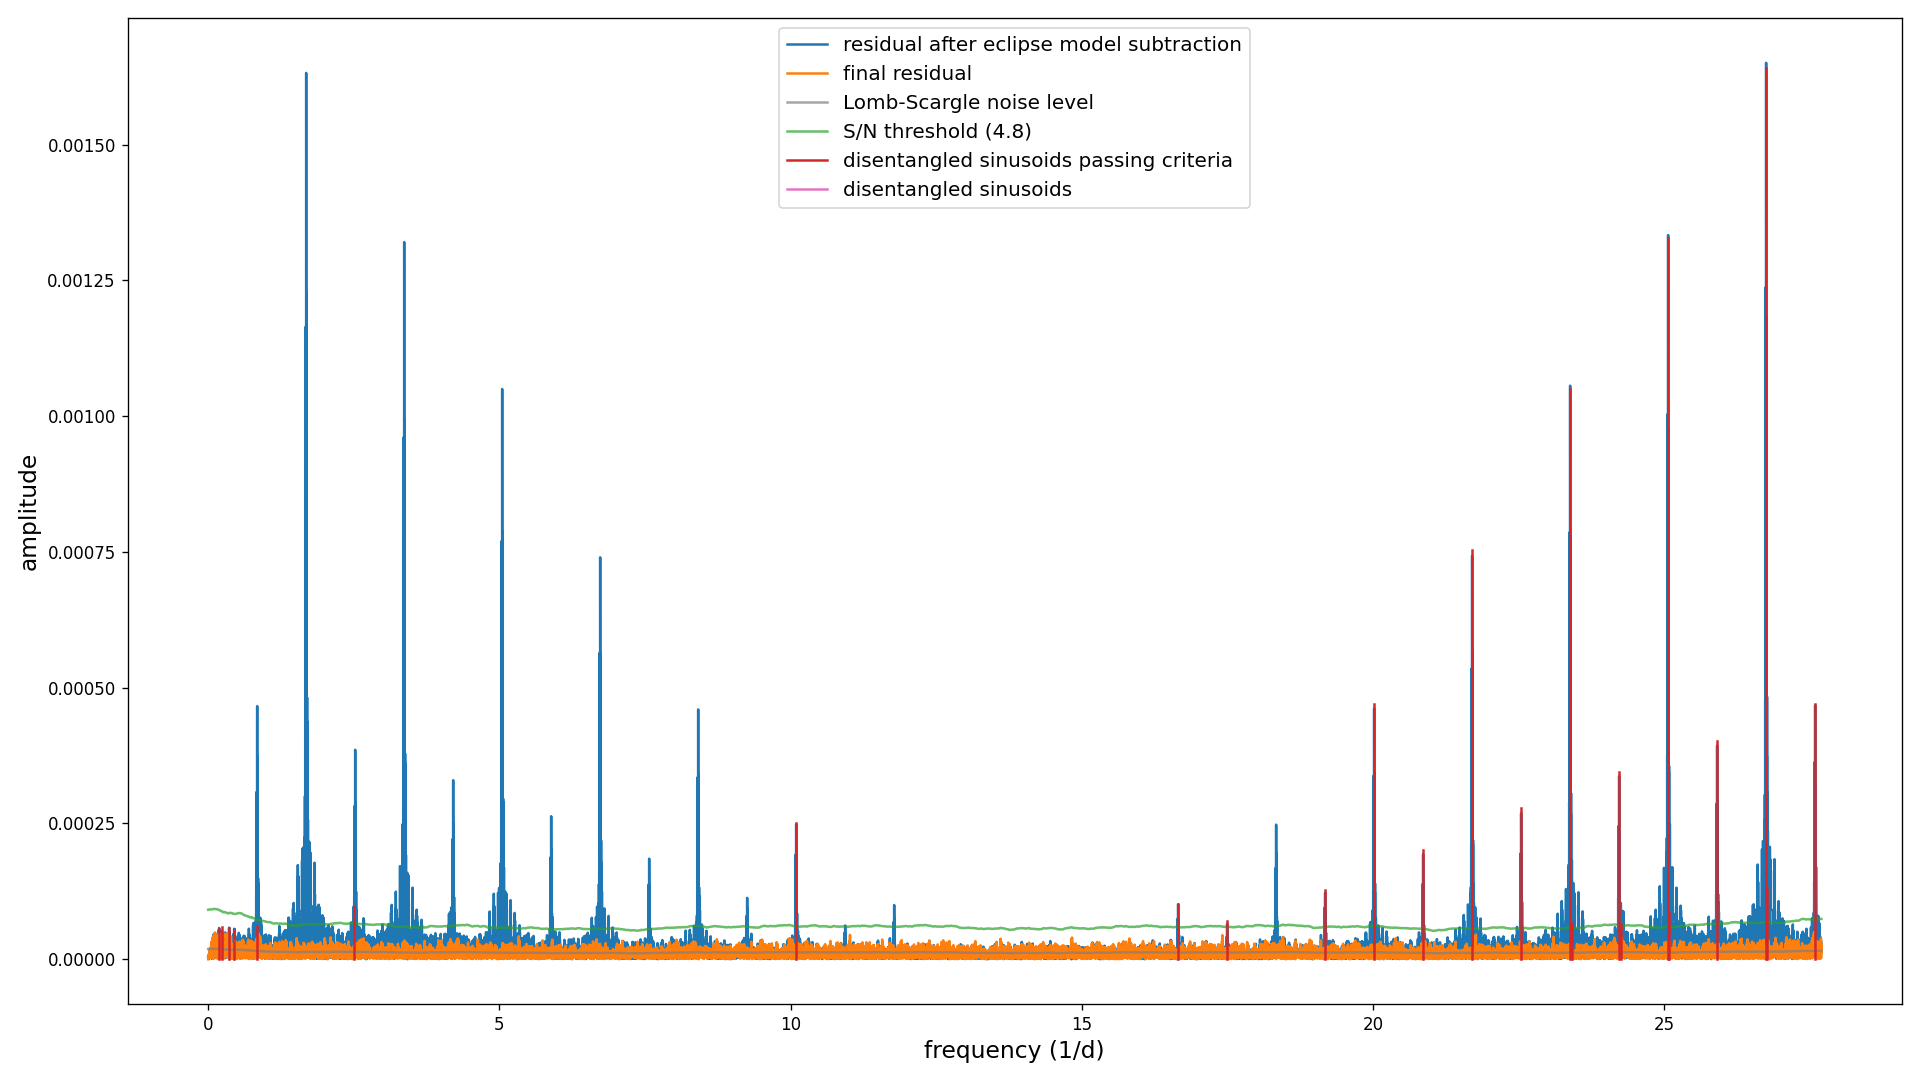 residual after eclipse model subtraction
final residual
Lomb-Scargle noise level
S/N threshold (4.8)
disentangled sinusoids passing criteria
disentangled sinusoids
amplitude
0.00150
0.00125
0.00100
0.00075
0.00050
0.00025
0.00000
0 5 10 15 20 25
frequency (1/d)